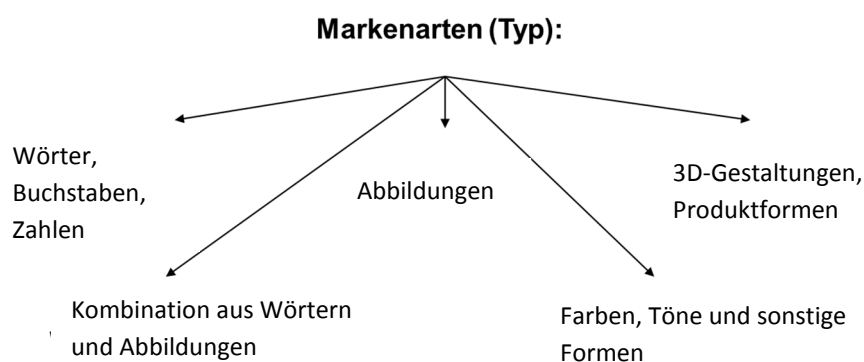 Markenarten (Typ):
Wörter,
Buchstaben,
Zahlen
Abbildungen
3D-Gestaltungen,
Produktformen
Kombination aus Wörtern
und Abbildungen
Farben, Töne und sonstige
Formen